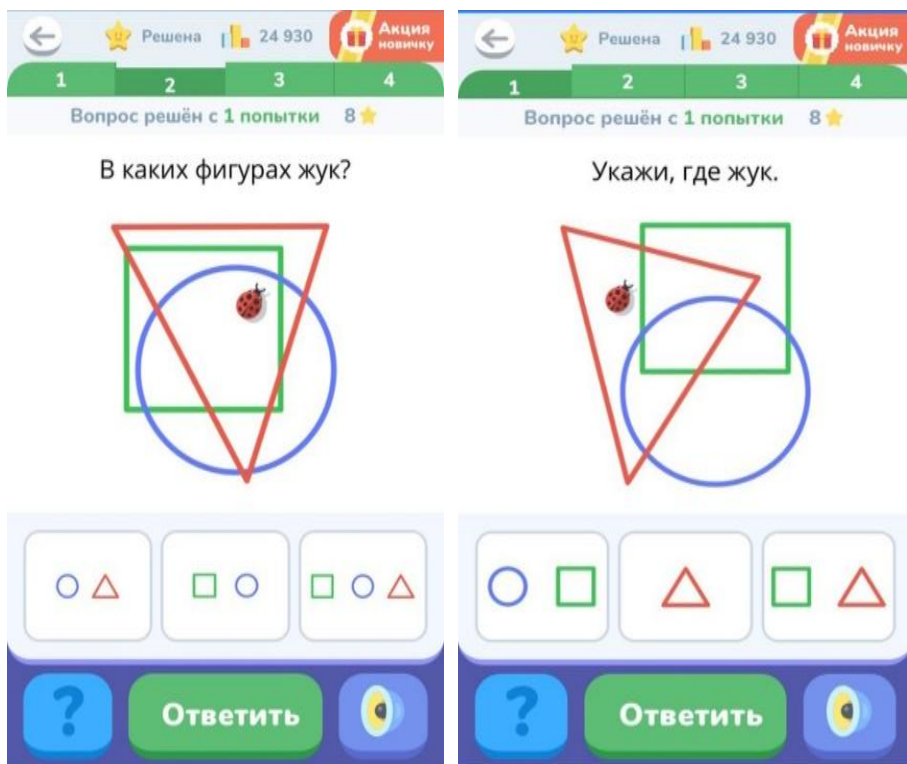 Решена
24 930
Акция
новичку
1
2
3
4
Вопрос решён с 1 попытки 8
В каких фигурах жук?
?
Ответить
Решена
24 930
Акция
новичку
1
2
3
4
Вопрос решён с 1 попытки 8
Укажи, где жук.
?
Ответить